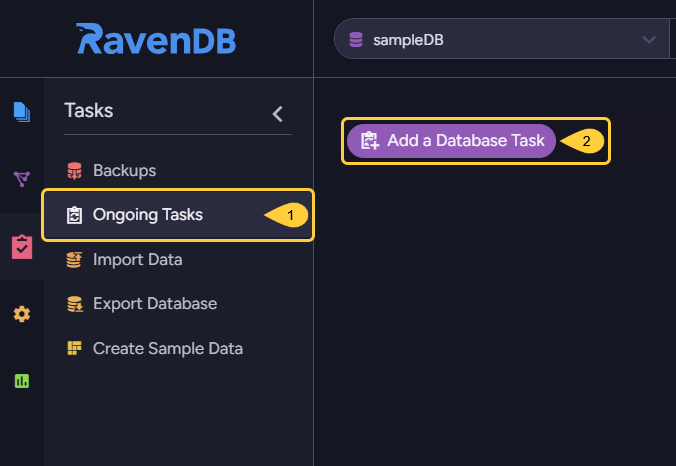 RavenDB
sampleDB
Tasks
Backups
Ongoing Tasks
1
Import Data
Export Database
Create Sample Data
Add a Database Task
2